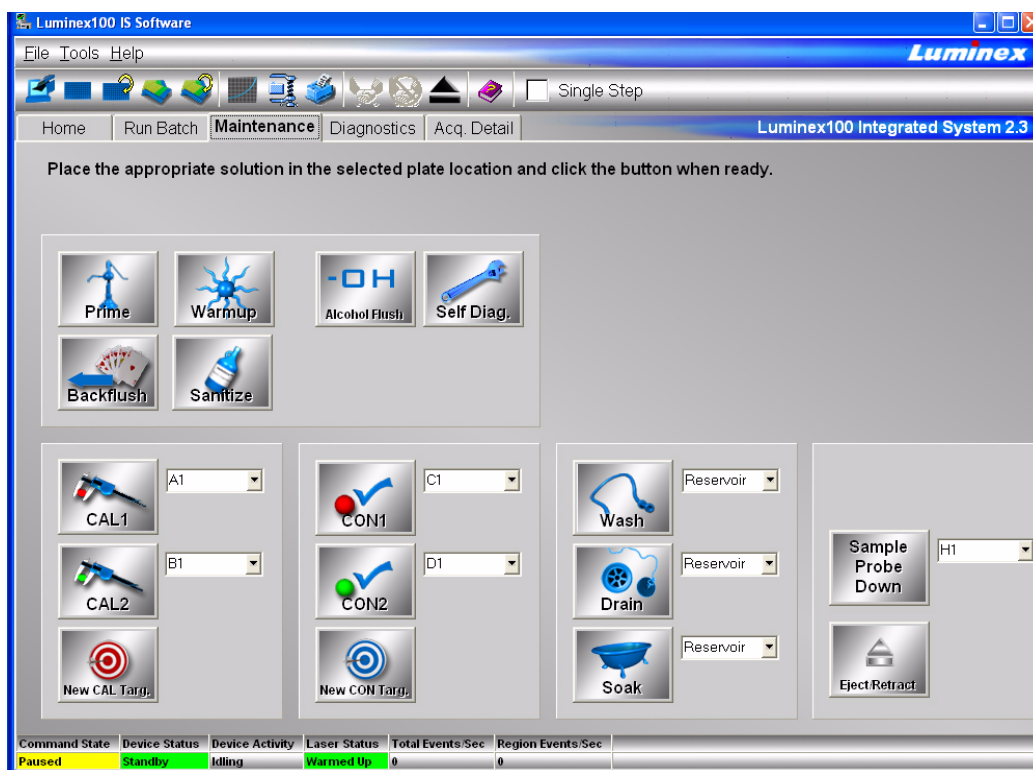 Luminex100 IS Software
File Tools Help
Luminex
Single Step
Home Run Batch Maintenance Diagnostics Acq. Detail
Luminex100 Integrated System 2.3
Place the appropriate solution in the selected plate location and click the button when ready.
-OH
Prime Warmup Alcohol Flush Self Diag.
Backflush Sanitize
A1 C1 Reservoir
CAL1 CON1 Wash
Sample Probe Down H1
B1 D1 Reservoir
CAL2 CON2 Drain
Reservoir
New CAL Targ. New CON Targ. Soak Eject/Retract
Command State Device Status Device Activity Laser Status Total Events/Sec Region Events/Sec
Paused Standby Idling Warmed Up 0 0